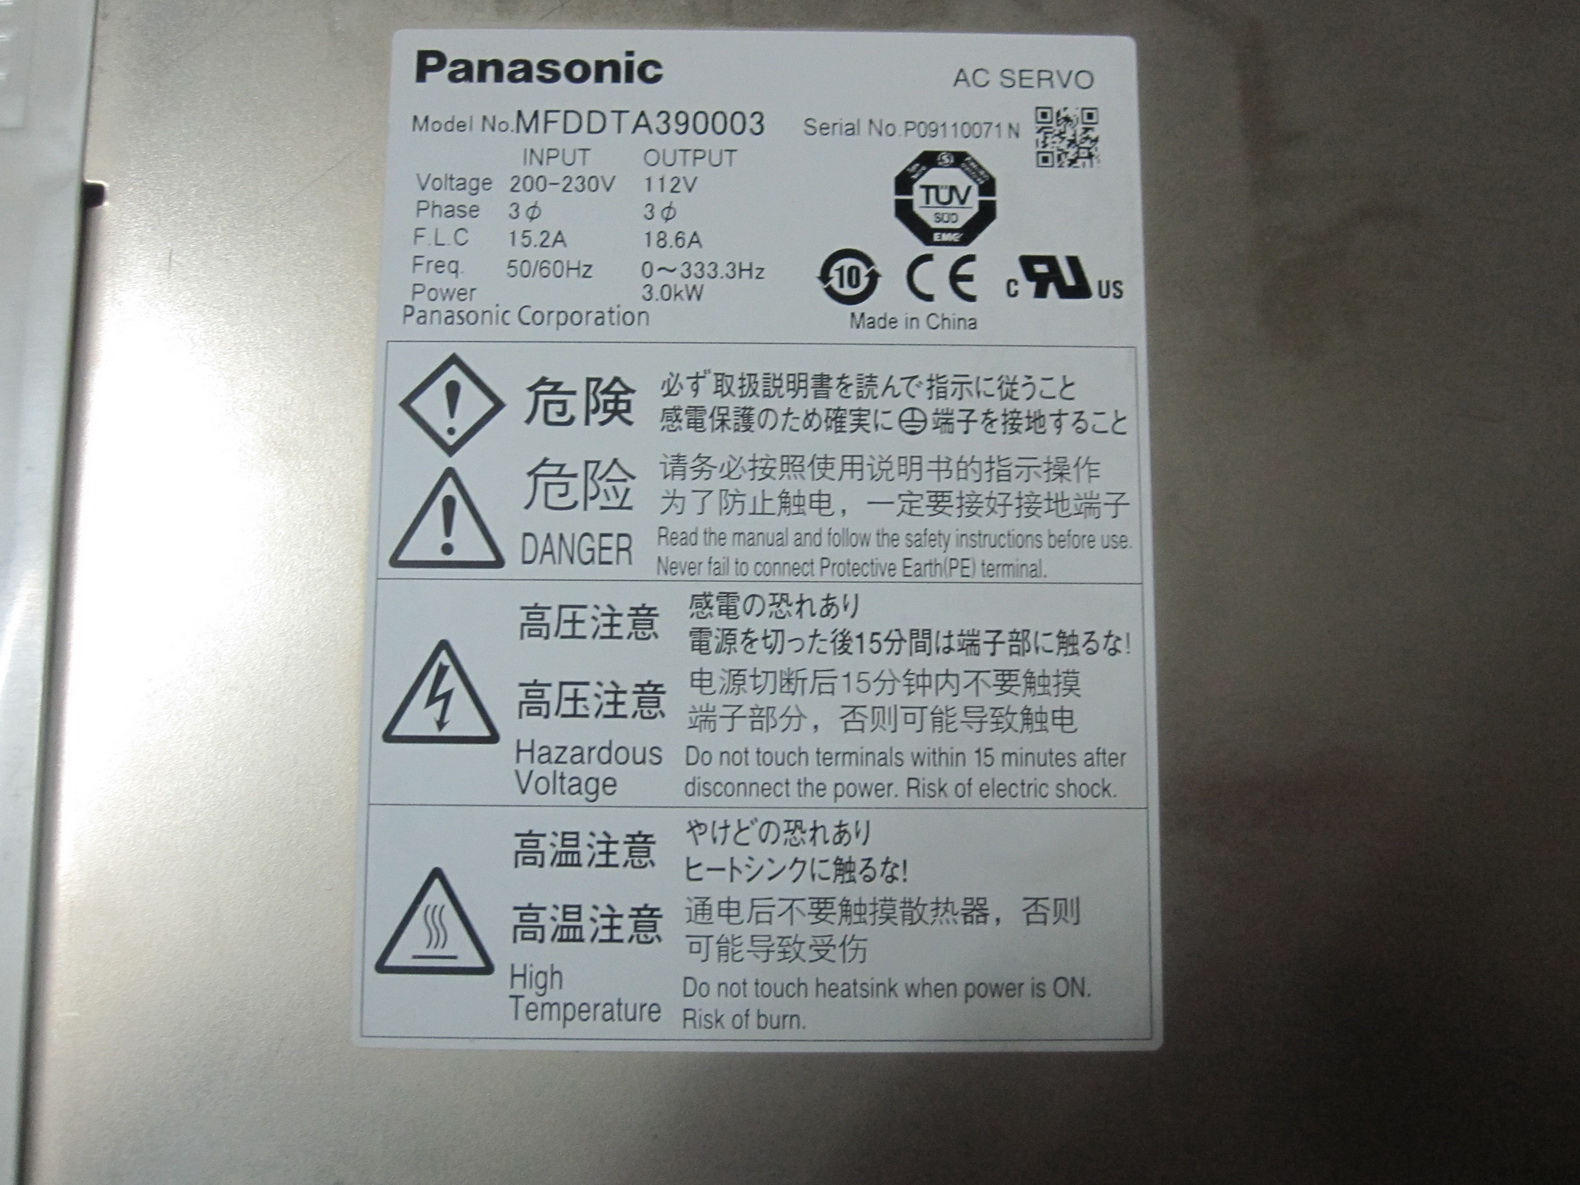 Panasonic
AC SERVO
Model No.MFDDTA390003
Serial No.P09110071N
INPUT OUTPUT
Voltage 200-230V 112V
Phase 3ϕ 3ϕ
F.L.C 15.2A 18.6A
Freq. 50/60Hz 0～333.3Hz
Power 3.0kW
Panasonic Corporation
TÜV
SÜD
EMC
10
CE
c RU US
Made in China
危険
必ず取扱説明書を読んで指示に従うこと
感電保護のため確実に⏚端子を接地すること
危险
请务必按照使用说明书的指示操作
为了防止触电，一定要接好接地端子
DANGER
Read the manual and follow the safety instructions before use.
Never fail to connect Protective Earth(PE) terminal.
高圧注意
感電の恐れあり
電源を切った後15分間は端子部に触るな!
高压注意
电源切断后15分钟内不要触摸
端子部分，否则可能导致触电
Hazardous
Voltage
Do not touch terminals within 15 minutes after
disconnect the power. Risk of electric shock.
高温注意
やけどの恐れあり
ヒートシンクに触るな!
高温注意
通电后不要触摸散热器，否则
可能导致受伤
High
Temperature
Do not touch heatsink when power is ON.
Risk of burn.